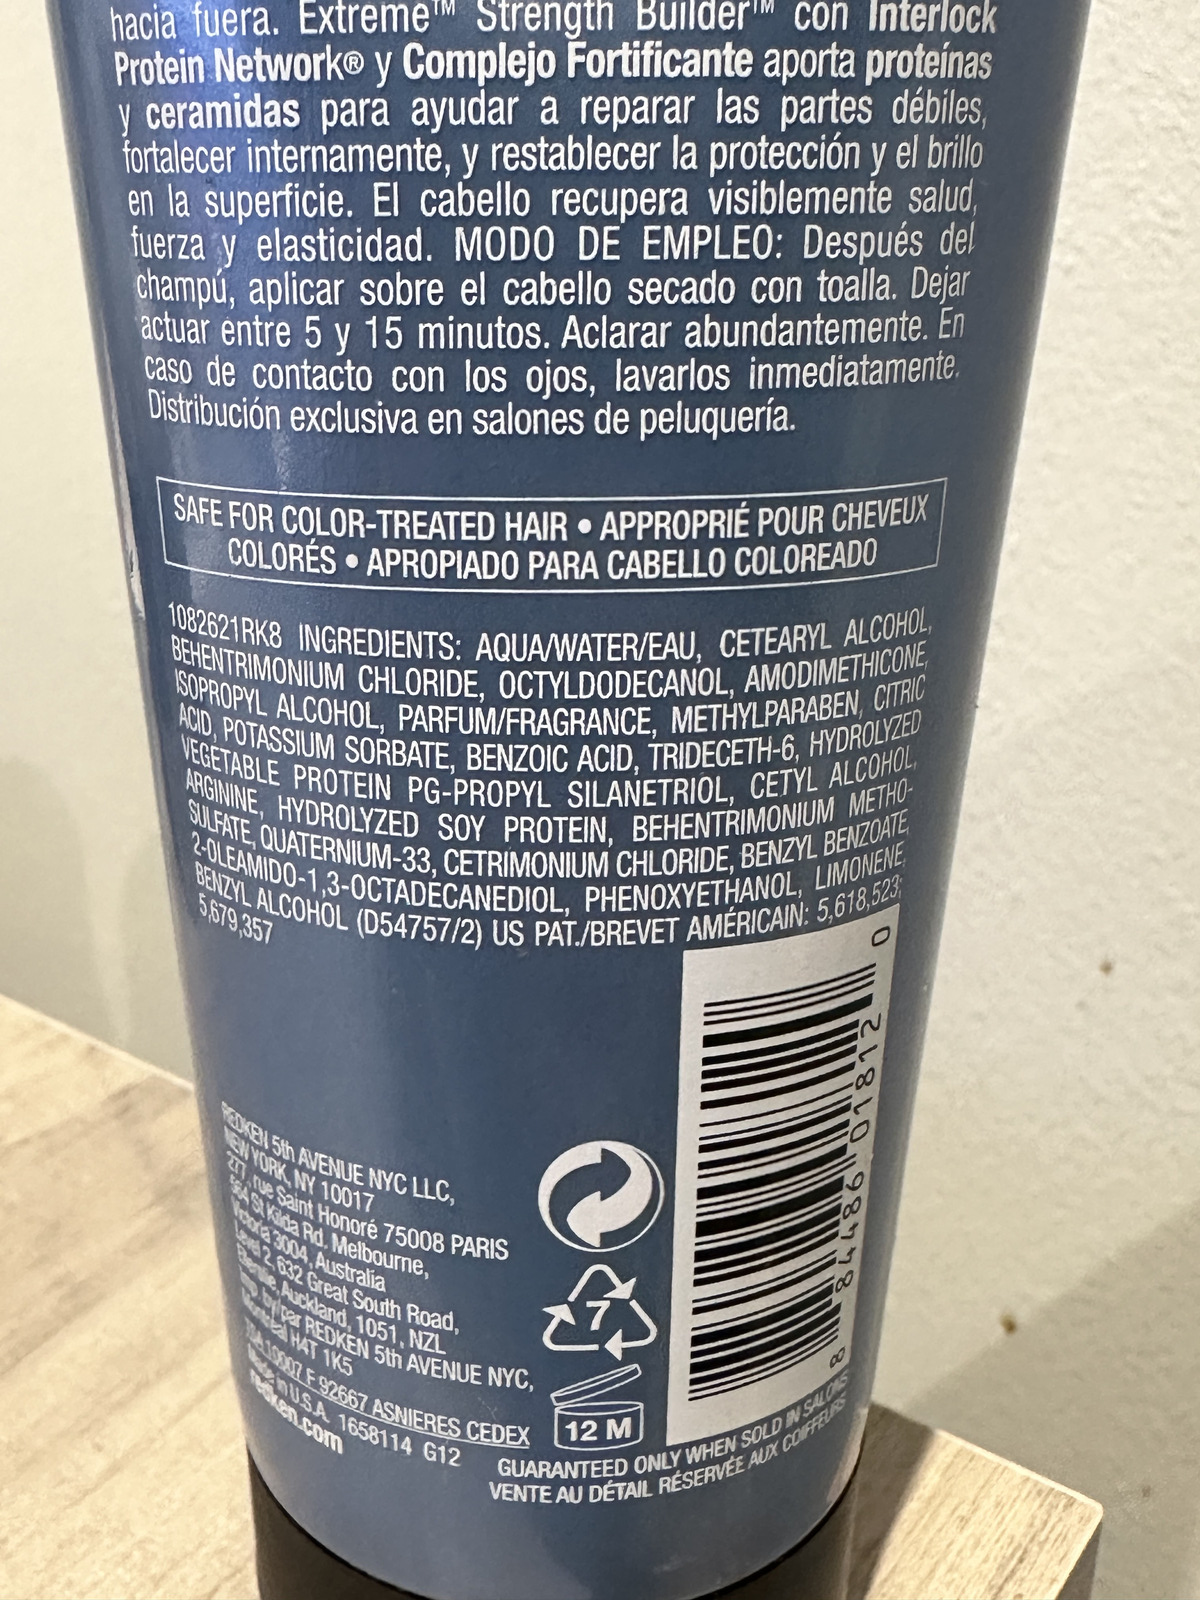 hacia fuera. Extreme™ Strength Builder™ con Interlock
Protein Network® y Complejo Fortificante aporta proteínas
y ceramidas para ayudar a reparar las partes débiles,
fortalecer internamente, y restablecer la protección y el brillo
en la superficie. El cabello recupera visiblemente salud,
fuerza y elasticidad. MODO DE EMPLEO: Después del
champú, aplicar sobre el cabello secado con toalla. Dejar
actuar entre 5 y 15 minutos. Aclarar abundantemente. En
caso de contacto con los ojos, lavarlos inmediatamente.
Distribución exclusiva en salones de peluquería.
SAFE FOR COLOR-TREATED HAIR • APPROPRIÉ POUR CHEVEUX
COLORÉS • APROPIADO PARA CABELLO COLOREADO
1082621RK8 INGREDIENTS: AQUA/WATER/EAU, CETEARYL ALCOHOL,
BEHENTRIMONIUM CHLORIDE, OCTYLDODECANOL, AMODIMETHICONE,
ISOPROPYL ALCOHOL, PARFUM/FRAGRANCE, METHYLPARABEN, CITRIC
ACID, POTASSIUM SORBATE, BENZOIC ACID, TRIDECETH-6, HYDROLYZED
VEGETABLE PROTEIN PG-PROPYL SILANETRIOL, CETYL ALCOHOL,
ARGININE, HYDROLYZED SOY PROTEIN, BEHENTRIMONIUM METHO-
SULFATE, QUATERNIUM-33, CETRIMONIUM CHLORIDE, BENZYL BENZOATE,
2-OLEAMIDO-1,3-OCTADECANEDIOL, PHENOXYETHANOL, LIMONENE,
BENZYL ALCOHOL (D54757/2) US PAT./BREVET AMÉRICAIN: 5,618,523;
5,679,357
REDKEN 5th AVENUE NYC LLC,
NEW YORK, NY 10017
277, rue Saint Honoré 75008 PARIS
564 St Kilda Rd, Melbourne,
Victoria 3004, Australia
Level 2, 632 Great South Road,
Ellerslie, Auckland, 1051, NZL
Imp. by/par REDKEN 5th AVENUE NYC,
Montréal H4T 1K5
10007 F 92667 ASNIERES CEDEX
Made in U.S.A. 1658114 G12
redken.com
7
12 M
8 84486 01812 0
GUARANTEED ONLY WHEN SOLD IN SALONS
VENTE AU DÉTAIL RÉSERVÉE AUX COIFFEURS